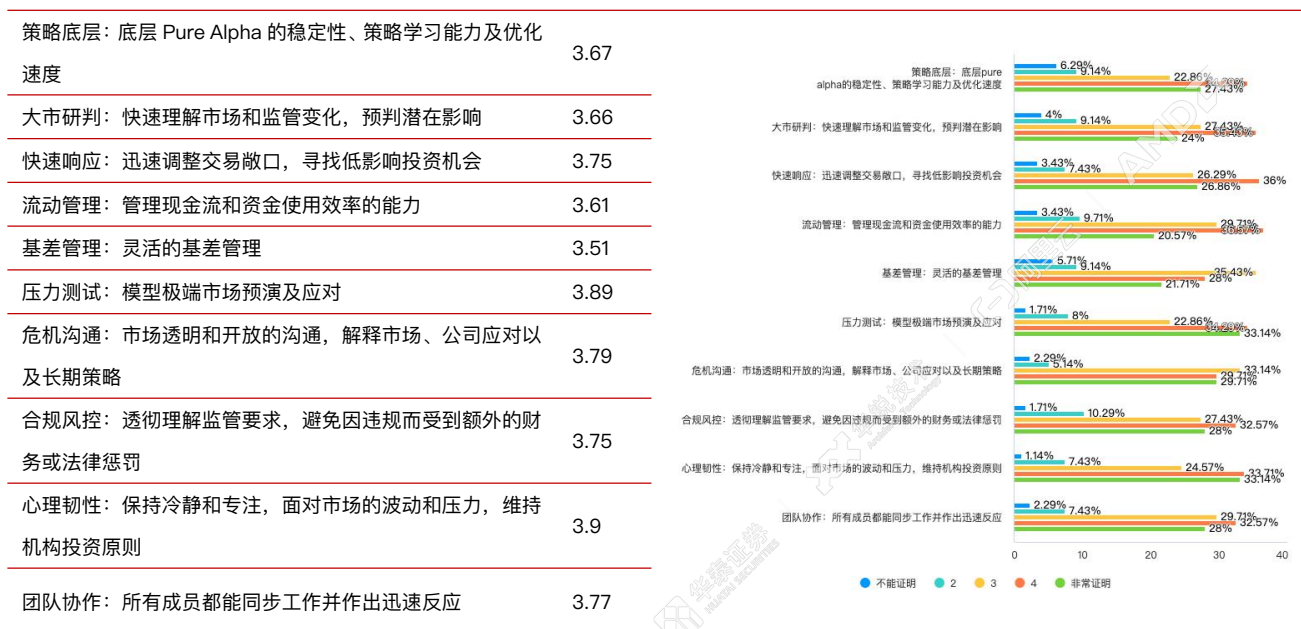 策略底层：底层 Pure Alpha 的稳定性、策略学习能力及优化
速度
3.67
大市研判：快速理解市场和监管变化，预判潜在影响
3.66
快速响应：迅速调整交易敞口，寻找低影响投资机会
3.75
流动管理：管理现金流和资金使用效率的能力
3.61
基差管理：灵活的基差管理
3.51
压力测试：模型极端市场预演及应对
3.89
危机沟通：市场透明和开放的沟通，解释市场、公司应对以
及长期策略
3.79
合规风控：透彻理解监管要求，避免因违规而受到额外的财
务或法律惩罚
3.75
心理韧性：保持冷静和专注，面对市场的波动和压力，维持
机构投资原则
3.9
团队协作：所有成员都能同步工作并作出迅速反应
3.77
策略底层：底层pure
alpha的稳定性、策略学习能力及优化速度
6.29%
9.14%
22.86%
27.43%
大市研判：快速理解市场和监管变化，预判潜在影响
4%
9.14%
27.43%
24%
快速响应：迅速调整交易敞口，寻找低影响投资机会
3.43%
7.43%
26.29%
36%
26.86%
流动管理：管理现金流和资金使用效率的能力
3.43%
9.71%
29.71%
20.57%
基差管理：灵活的基差管理
5.71%
9.14%
35.43%
28%
21.71%
压力测试：模型极端市场预演及应对
1.71%
8%
22.86%
34.29%
33.14%
危机沟通：市场透明和开放的沟通，解释市场、公司应对以及长期策略
2.29%
5.14%
33.14%
29.71%
29.71%
合规风控：透彻理解监管要求，避免因违规而受到额外的财务或法律惩罚
1.71%
10.29%
27.43%
32.57%
28%
心理韧性：保持冷静和专注，面对市场的波动和压力，维持机构投资原则
1.14%
7.43%
24.57%
33.71%
33.14%
团队协作：所有成员都能同步工作并作出迅速反应
2.29%
7.43%
29.71%
32.57%
28%
0 10 20 30 40
不能证明 2 3 4 非常证明
华泰证券
HUATAI SECURITIES
华锐技术
Archforce Technology
阿里云
AMD